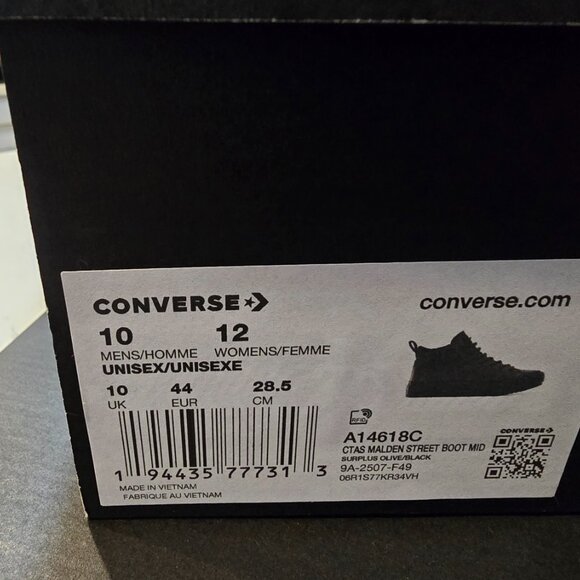 CONVERSE
converse.com
10 12
MENS/HOMME WOMENS/FEMME
UNISEX/UNISEXE
10 44 28.5
UK EUR CM
RFID
A14618C
CTAS MALDEN STREET BOOT MID
SURPLUS OLIVE/BLACK
9A-2507-F49
06R1S77KR34VH
CONVERSE
1 94435 77731 3
MADE IN VIETNAM
FABRIQUE AU VIETNAM